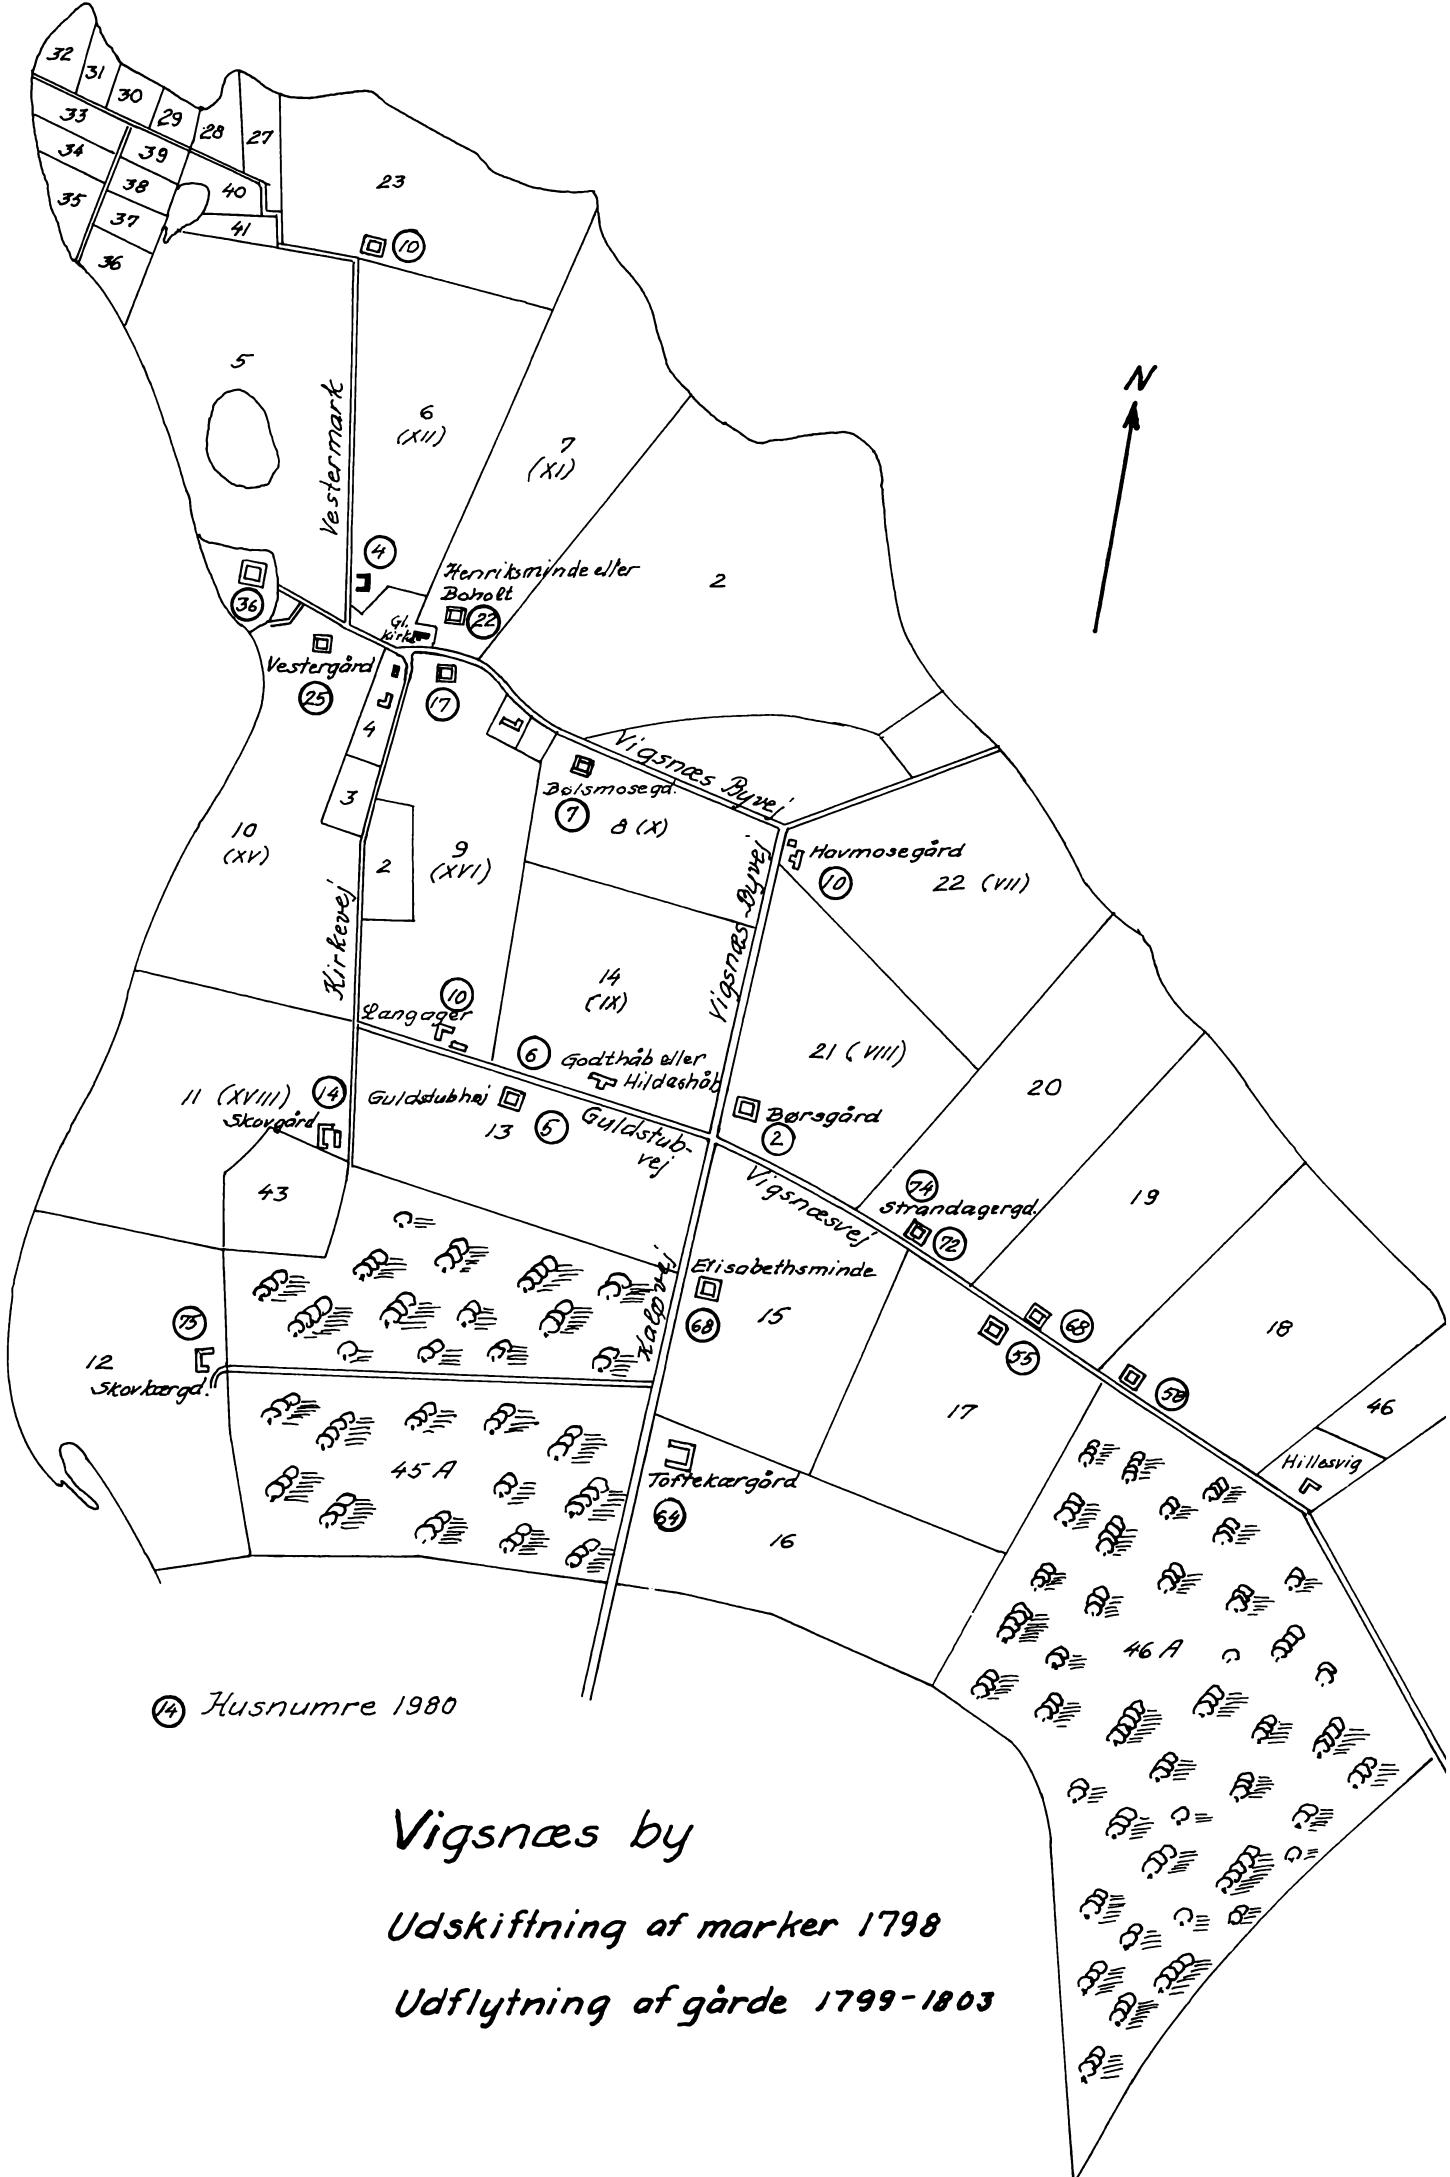 32
31
30
29
28
27
33
34
35
39
38
37
36
40
41
23
10
5
Vestermark
6
(XII)
7
(XI)
2
N
4
36
Henriksminde eller
Boholt
22
Gl.
Kirke
Vestergård
25
17
4
3
2
Vigsnæs Byvej
Bølsmosegd.
7
8 (X)
10
(XV)
9
(XVI)
Kirkevej
Vigsnæs Byvej
Hovmosegård
10
22 (VII)
14
(IX)
10
Langager
6
Godthåb eller
Hildashåb
21 (VIII)
20
11 (XVIII)
14
Skovgård
Guldstubhøj
13
5
Guldstub-
vej
Børsgård
2
43
Vigsnæsvej
74
Strandagergd.
72
19
Kaløvej
Elisabethsminde
68
15
68
55
18
75
12
Skovkærgd.
58
17
46
Hillesvig
45 A
Toftekærgård
64
16
46 A
14 Husnumre 1980
Vigsnæs by
Udskiftning af marker 1798
Udflytning af gårde 1799-1803